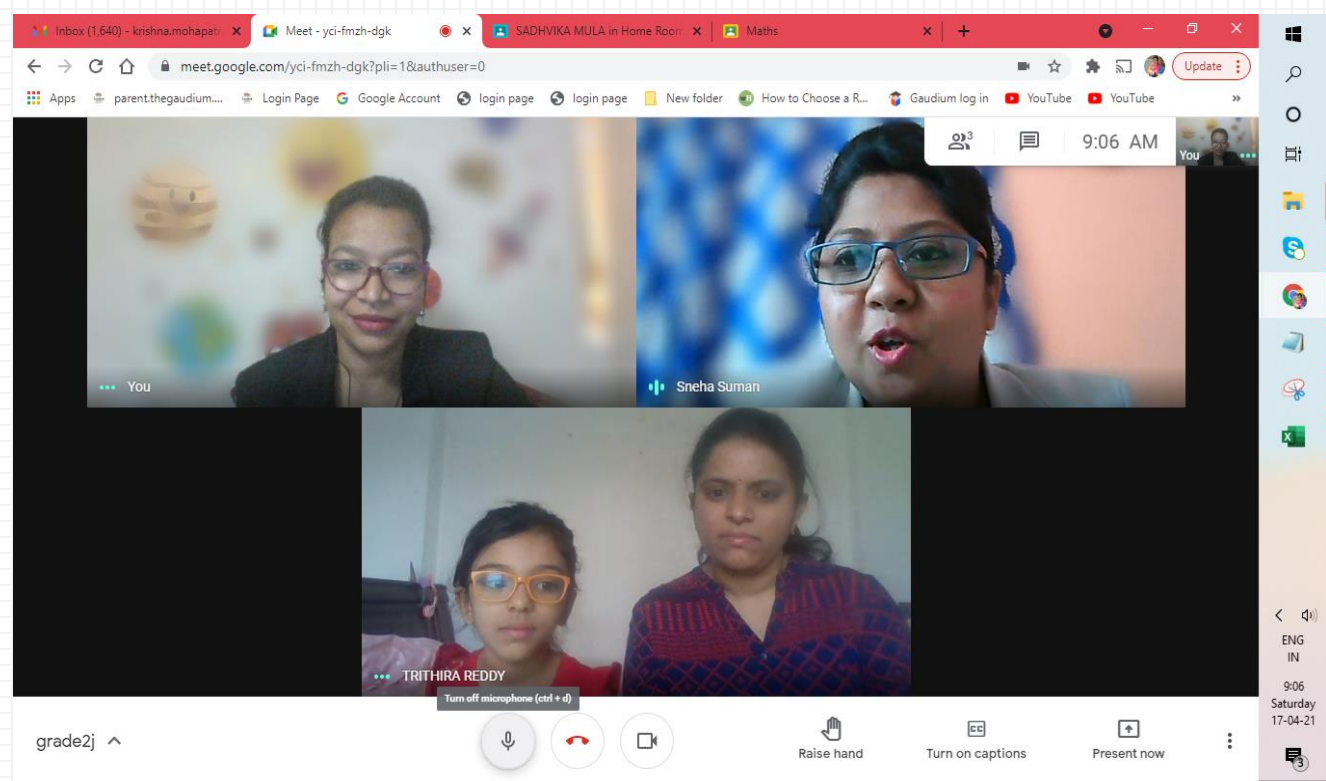 Inbox (1,640) - krishna.mohapat
Meet - yci-fmzh-dgk
SADHVIKA MULA in Home Room
Maths
meet.google.com/yci-fmzh-dgk?pli=1&authuser=0
Update
Apps
parent.thegaudium....
Login Page
Google Account
login page
login page
New folder
How to Choose a R...
Gaudium log in
YouTube
YouTube
»
3
9:06 AM
You
You
Sneha Suman
TRITHIRA REDDY
Turn off microphone (ctrl + d)
grade2j
Raise hand
CC
Turn on captions
Present now
ENG
IN
9:06
Saturday
17-04-21
3